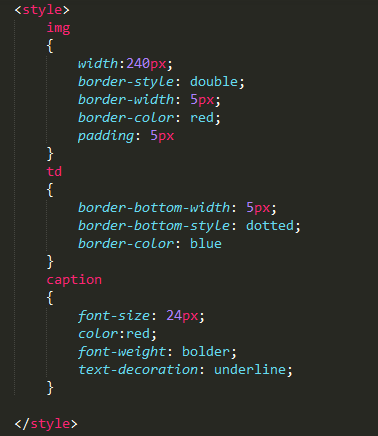 <style>
img
{
width:240px;
border-style: double;
border-width: 5px;
border-color: red;
padding: 5px
}
td
{
border-bottom-width: 5px;
border-bottom-style: dotted;
border-color: blue
}
caption
{
font-size: 24px;
color:red;
font-weight: bolder;
text-decoration: underline;
}
</style>